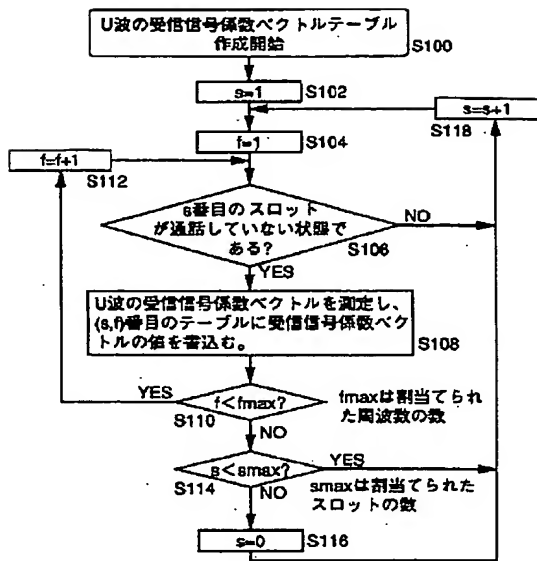 U波の受信信号係数ベクトルテーブル
作成開始
S100
s=1
S102
s=s+1
S118
f=1
S104
f=f+1
S112
s番目のスロット
が通話していない状態で
ある?
S106
NO
YES
U波の受信信号係数ベクトルを測定し、
(s,f)番目のテーブルに受信信号係数ベク
トルの値を書込む。
S108
YES
f<fmax?
S110
fmaxは割当てられ
た周波数の数
NO
s<smax?
YES
S114
smaxは割当てられた
スロットの数
NO
s=0
S116